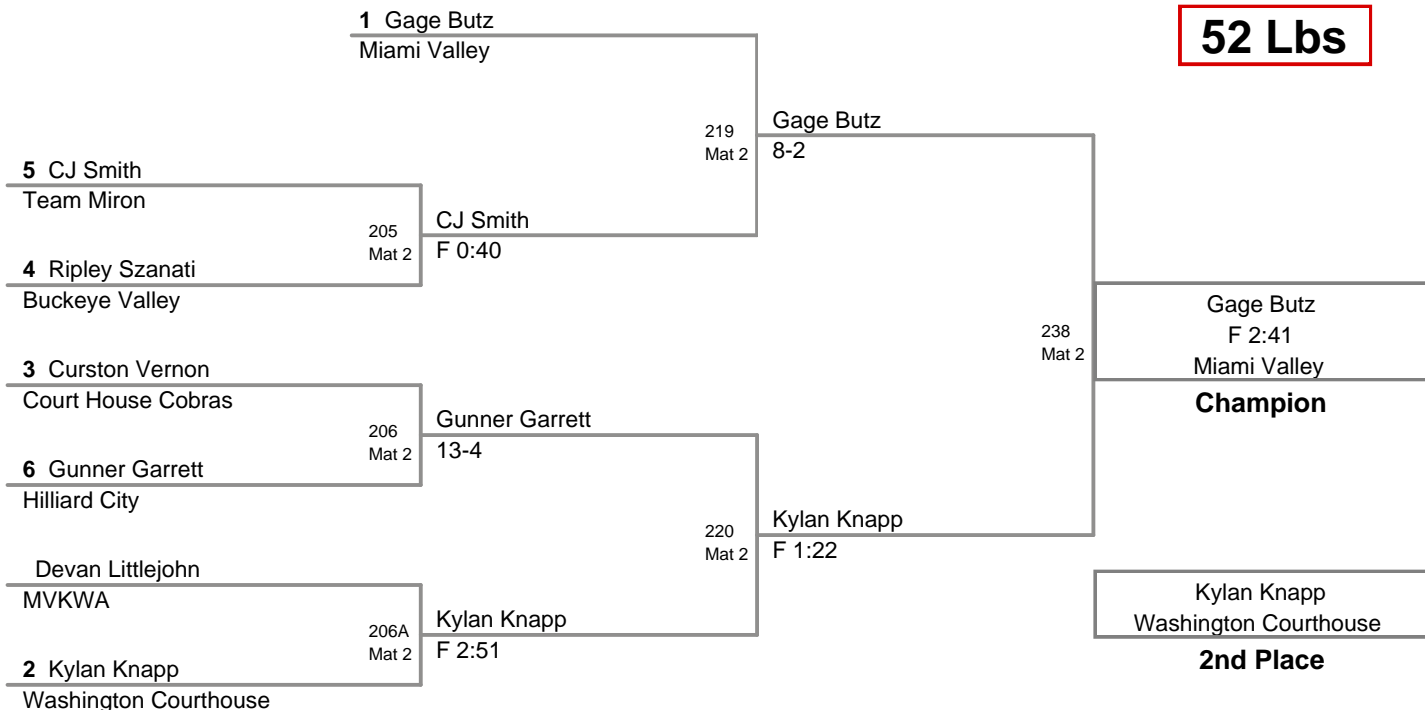 1 Gage Butz
Miami Valley
52 Lbs
219
Mat 2
Gage Butz
8-2
5 CJ Smith
Team Miron
205
Mat 2
CJ Smith
F 0:40
4 Ripley Szanati
Buckeye Valley
238
Mat 2
Gage Butz
F 2:41
Miami Valley
Champion
3 Curston Vernon
Court House Cobras
206
Mat 2
Gunner Garrett
13-4
6 Gunner Garrett
Hilliard City
220
Mat 2
Kylan Knapp
F 1:22
Devan Littlejohn
MVKWA
206A
Mat 2
Kylan Knapp
F 2:51
2 Kylan Knapp
Washington Courthouse
Kylan Knapp
Washington Courthouse
2nd Place